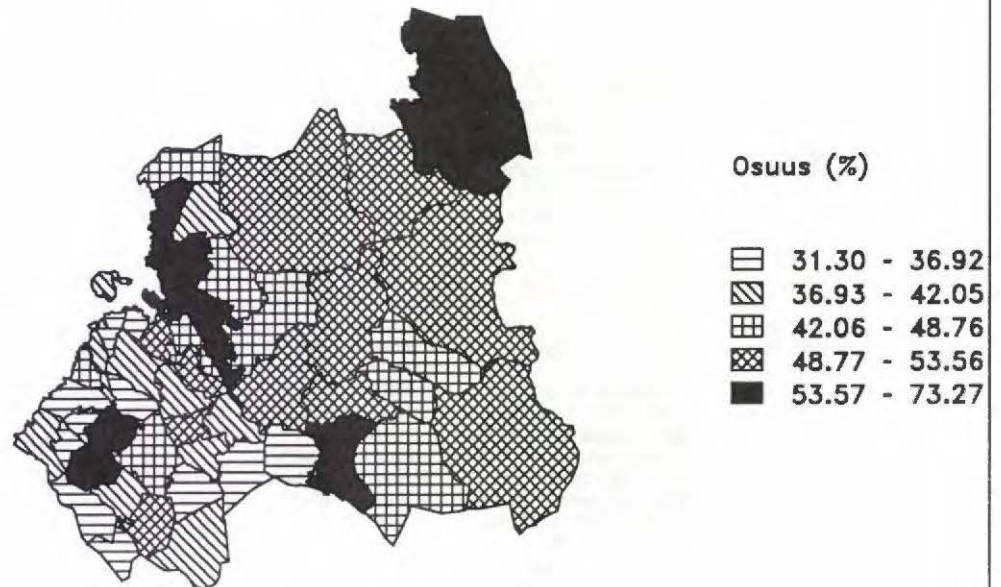 Osuus (%)
31.30 - 36.92
36.93 - 42.05
42.06 - 48.76
48.77 - 53.56
53.57 - 73.27